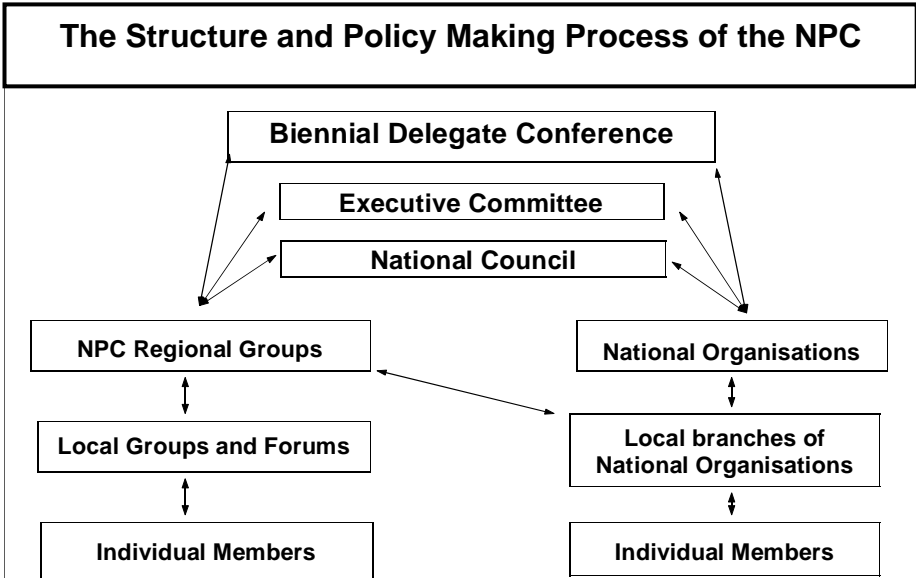 The Structure and Policy Making Process of the NPC
Biennial Delegate Conference
Executive Committee
National Council
NPC Regional Groups
National Organisations
Local Groups and Forums
Local branches of
National Organisations
Individual Members
Individual Members